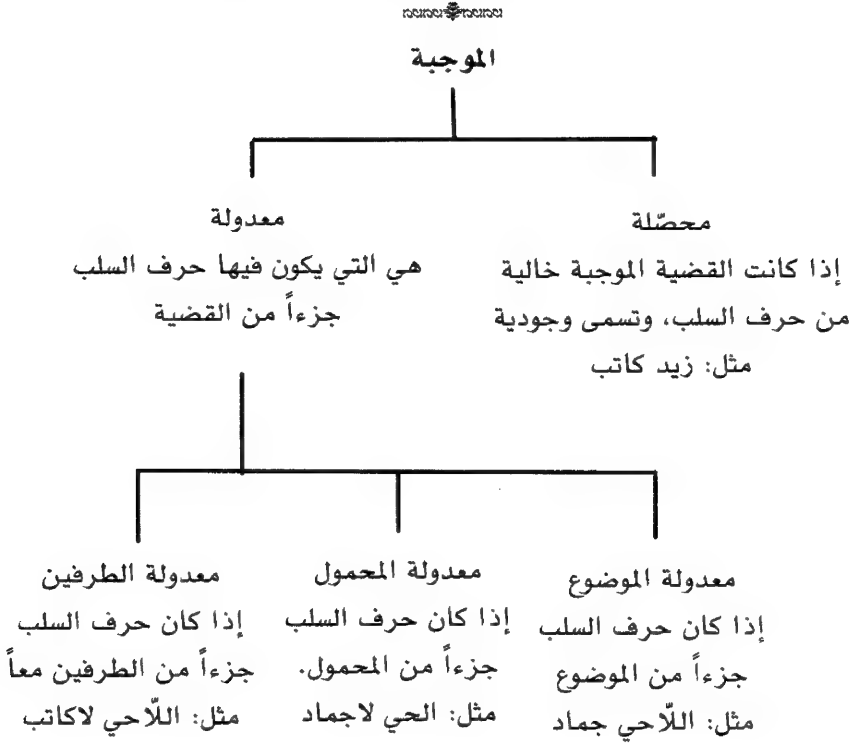 الموجبة
محصّلة
إذا كانت القضية الموجبة خالية
من حرف السلب، وتسمى وجودية
مثل: زيد كاتب
معدولة
هي التي يكون فيها حرف السلب
جزءاً من القضية
معدولة الموضوع
إذا كان حرف السلب
جزءاً من الموضوع
مثل: اللّاحي جماد
معدولة المحمول
إذا كان حرف السلب
جزءاً من المحمول.
مثل: الحي لاجماد
معدولة الطرفين
إذا كان حرف السلب
جزءاً من الطرفين معاً
مثل: اللّاحي لاكاتب